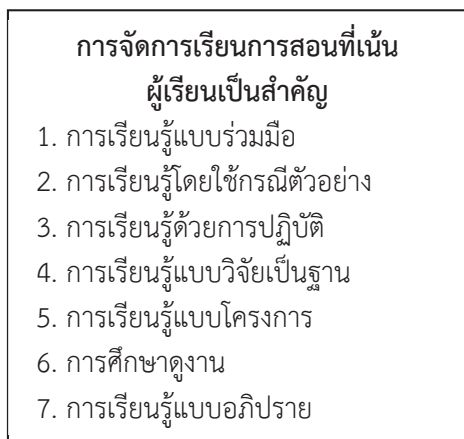 การจัดการเรียนการสอนที่เน้น
ผู้เรียนเป็นสำคัญ
1. การเรียนรู้แบบร่วมมือ
2. การเรียนรู้โดยใช้กรณีตัวอย่าง
3. การเรียนรู้ด้วยการปฏิบัติ
4. การเรียนรู้แบบวิจัยเป็นฐาน
5. การเรียนรู้แบบโครงการ
6. การศึกษาดูงาน
7. การเรียนรู้แบบอภิปราย